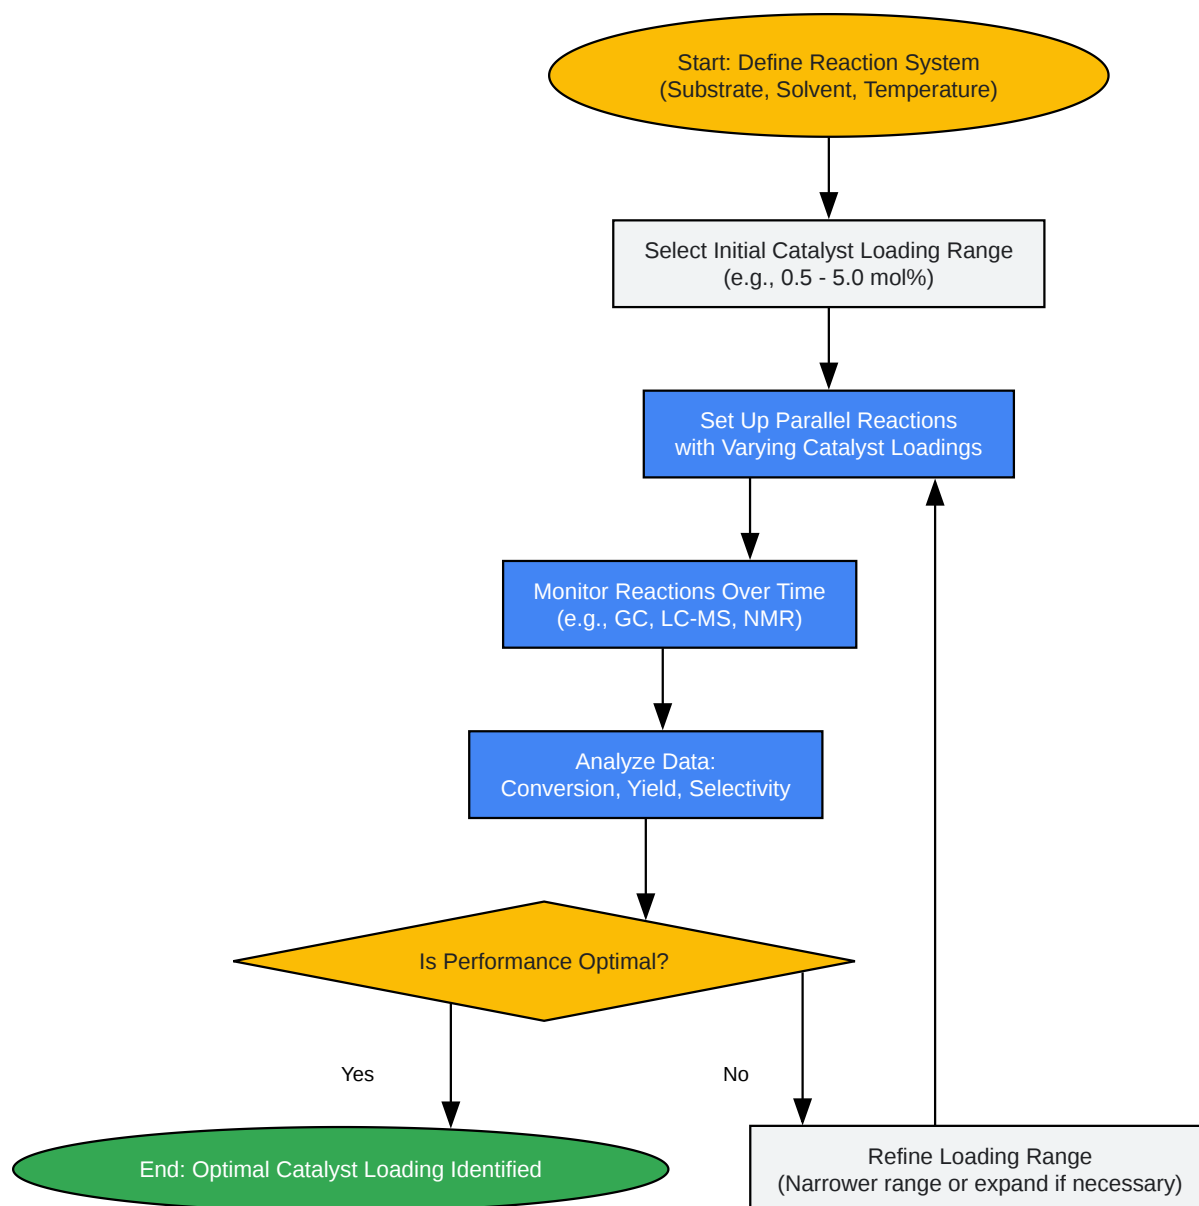 Start: Define Reaction System
(Substrate, Solvent, Temperature)
Select Initial Catalyst Loading Range
(e.g., 0.5 - 5.0 mol%)
Set Up Parallel Reactions
with Varying Catalyst Loadings
Monitor Reactions Over Time
(e.g., GC, LC-MS, NMR)
Analyze Data:
Conversion, Yield, Selectivity
Is Performance Optimal?
Yes
No
End: Optimal Catalyst Loading Identified
Refine Loading Range
(Narrower range or expand if necessary)